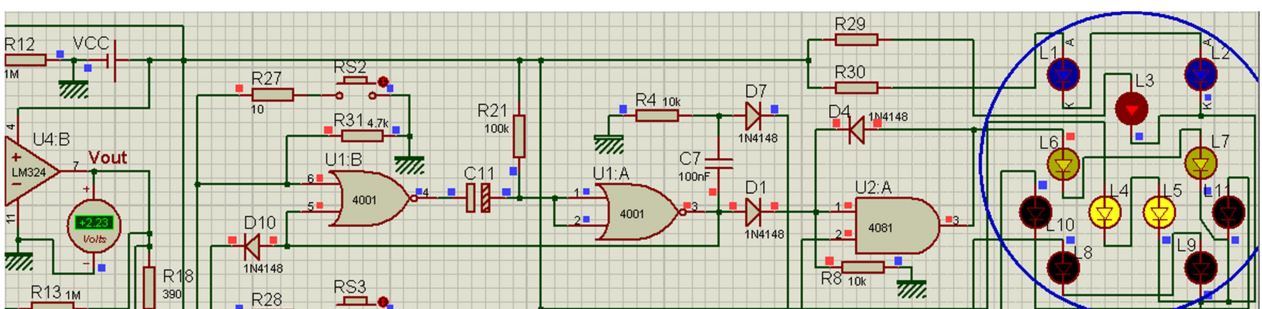 R12
VCC
1M
R27
10
RS2
R31 4.7k
R21
100k
R4 10k
D7
1N4148
D4
1N4148
R29
R30
L1
A
K
L2
A
K
L3
4
U4:B
LM324
+
−
7
11
Vout
+
+2.23
Volts
−
U1:B
6
5
4
4001
C11
U1:A
1
2
3
4001
C7
100nF
D1
1N4148
U2:A
1
2
3
4081
L6
L7
L4
L5
L11
L10
L8
L9
D10
1N4148
R8 10k
R18
390
R13 1M
R28
RS3